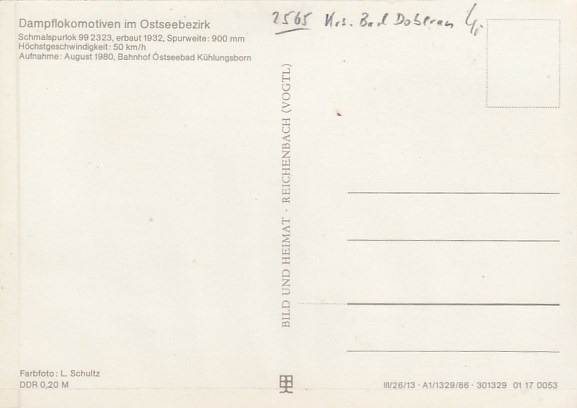 Dampflokomotiven im Ostseebezirk
Schmalspurlok 99 2323, erbaut 1932, Spurweite: 900 mm
Höchstgeschwindigkeit: 50 km/h
Aufnahme: August 1980, Bahnhof Ostseebad Kühlungsborn
2565 Krs. Bad Doberan
BILD UND HEIMAT · REICHENBACH (VOGTL)
Farbfoto: L. Schultz
DDR 0,20 M
III/26/13 · A1/1329/86 · 301329 01 17 0053